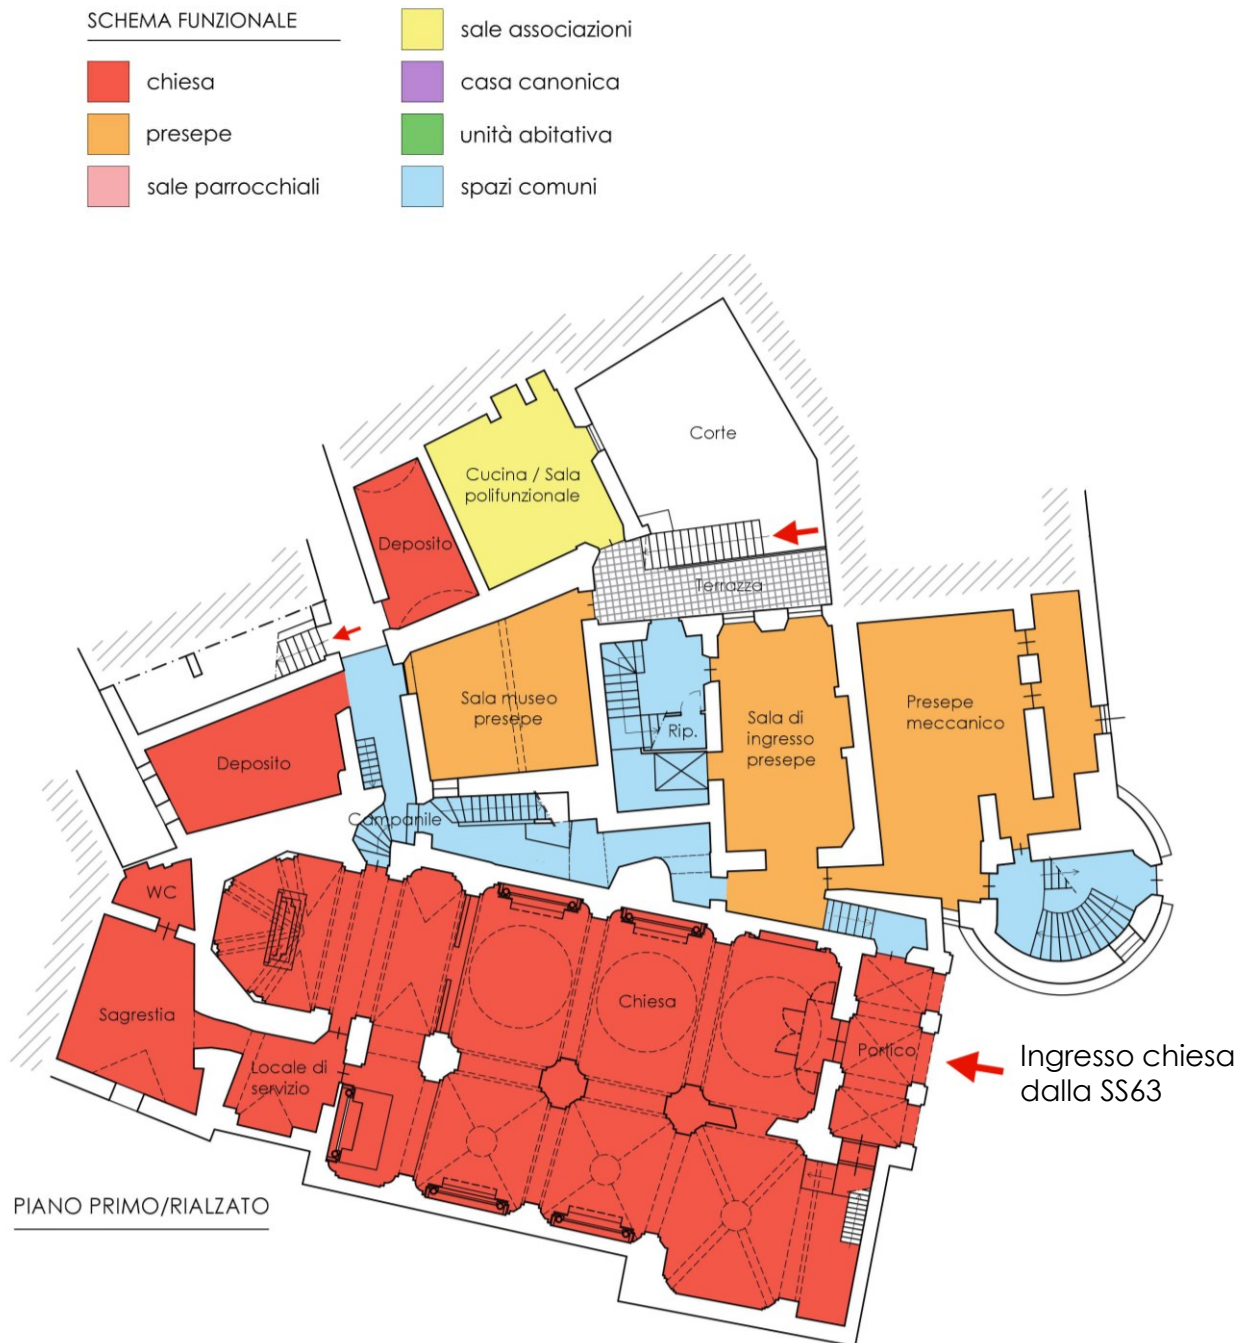 SCHEMA FUNZIONALE
chiesa
presepe
sale parrocchiali
sale associazioni
casa canonica
unità abitativa
spazi comuni
Corte
Cucina / Sala
polifunzionale
Deposito
Terrazza
Sala museo
presepe
Rip.
Sala di
ingresso
presepe
Presepe
meccanico
Deposito
Campanile
WC
Sagrestia
Locale di
servizio
Chiesa
Portico
Ingresso chiesa
dalla SS63
PIANO PRIMO/RIALZATO